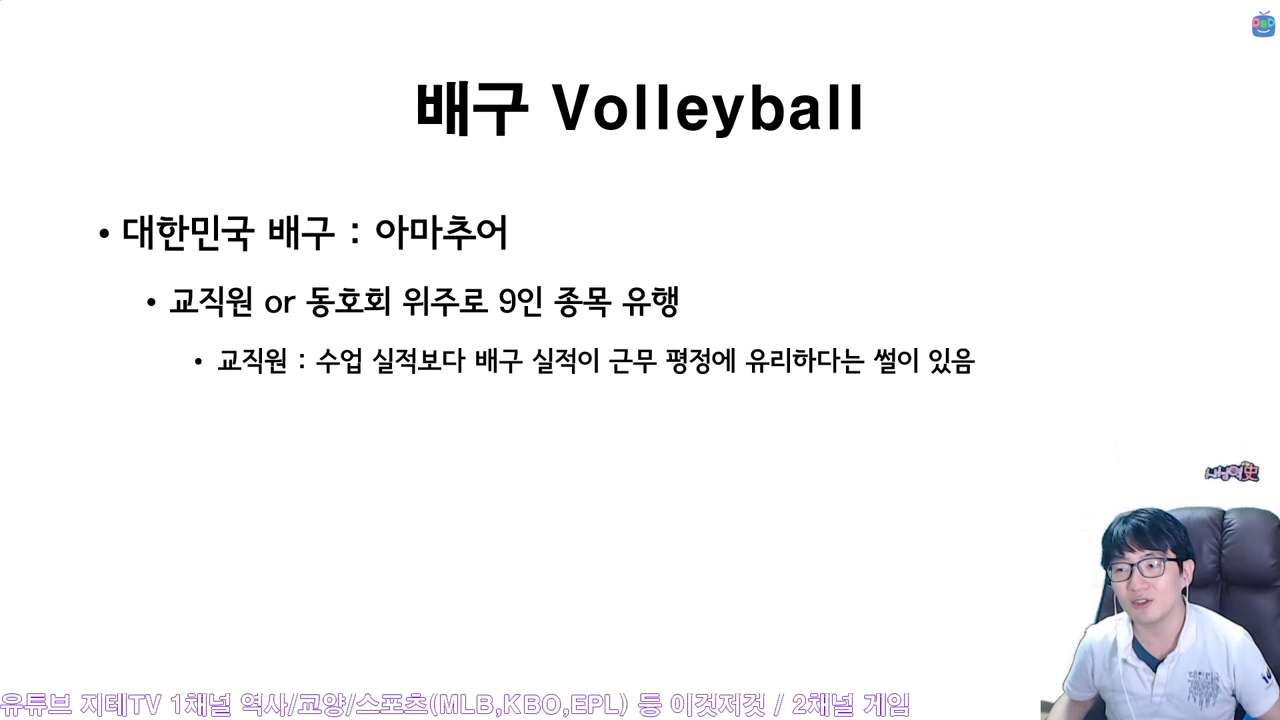 배구 Volleyball
• 대한민국 배구 : 아마추어
• 교직원 or 동호회 위주로 9인 종목 유행
• 교직원 : 수업 실적보다 배구 실적이 근무 평정에 유리하다는 썰이 있음
유튜브 지테TV 1채널 역사/교양/스포츠(MLB,KBO,EPL) 등 이것저것 / 2채널 게임